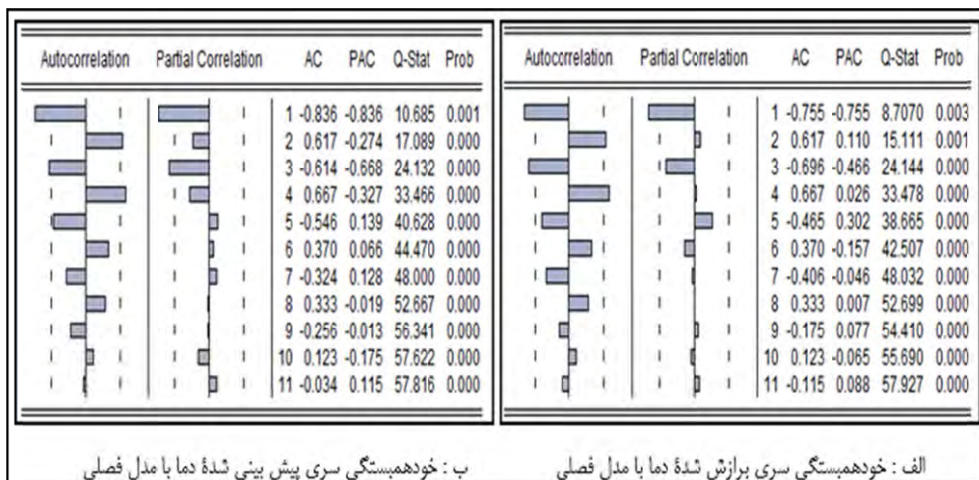 Autocorrelation Partial Correlation AC PAC Q-Stat Prob
1 -0.836 -0.836 10.685 0.001
2 0.617 -0.274 17.089 0.000
3 -0.614 -0.668 24.132 0.000
4 0.667 -0.327 33.466 0.000
5 -0.546 0.139 40.628 0.000
6 0.370 0.066 44.470 0.000
7 -0.324 0.128 48.000 0.000
8 0.333 -0.019 52.667 0.000
9 -0.256 -0.013 56.341 0.000
10 0.123 -0.175 57.622 0.000
11 -0.034 0.115 57.816 0.000
Autocorrelation Partial Correlation AC PAC Q-Stat Prob
1 -0.755 -0.755 8.7070 0.003
2 0.617 0.110 15.111 0.001
3 -0.696 -0.466 24.144 0.000
4 0.667 0.026 33.478 0.000
5 -0.465 0.302 38.665 0.000
6 0.370 -0.157 42.507 0.000
7 -0.406 -0.046 48.032 0.000
8 0.333 0.007 52.699 0.000
9 -0.175 0.077 54.410 0.000
10 0.123 -0.065 55.690 0.000
11 -0.115 0.088 57.927 0.000
الف : خودهمبستگی سری برازش شدهٔ دما با مدل فصلی
ب : خودهمبستگی سری پیش بینی شدهٔ دما با مدل فصلی